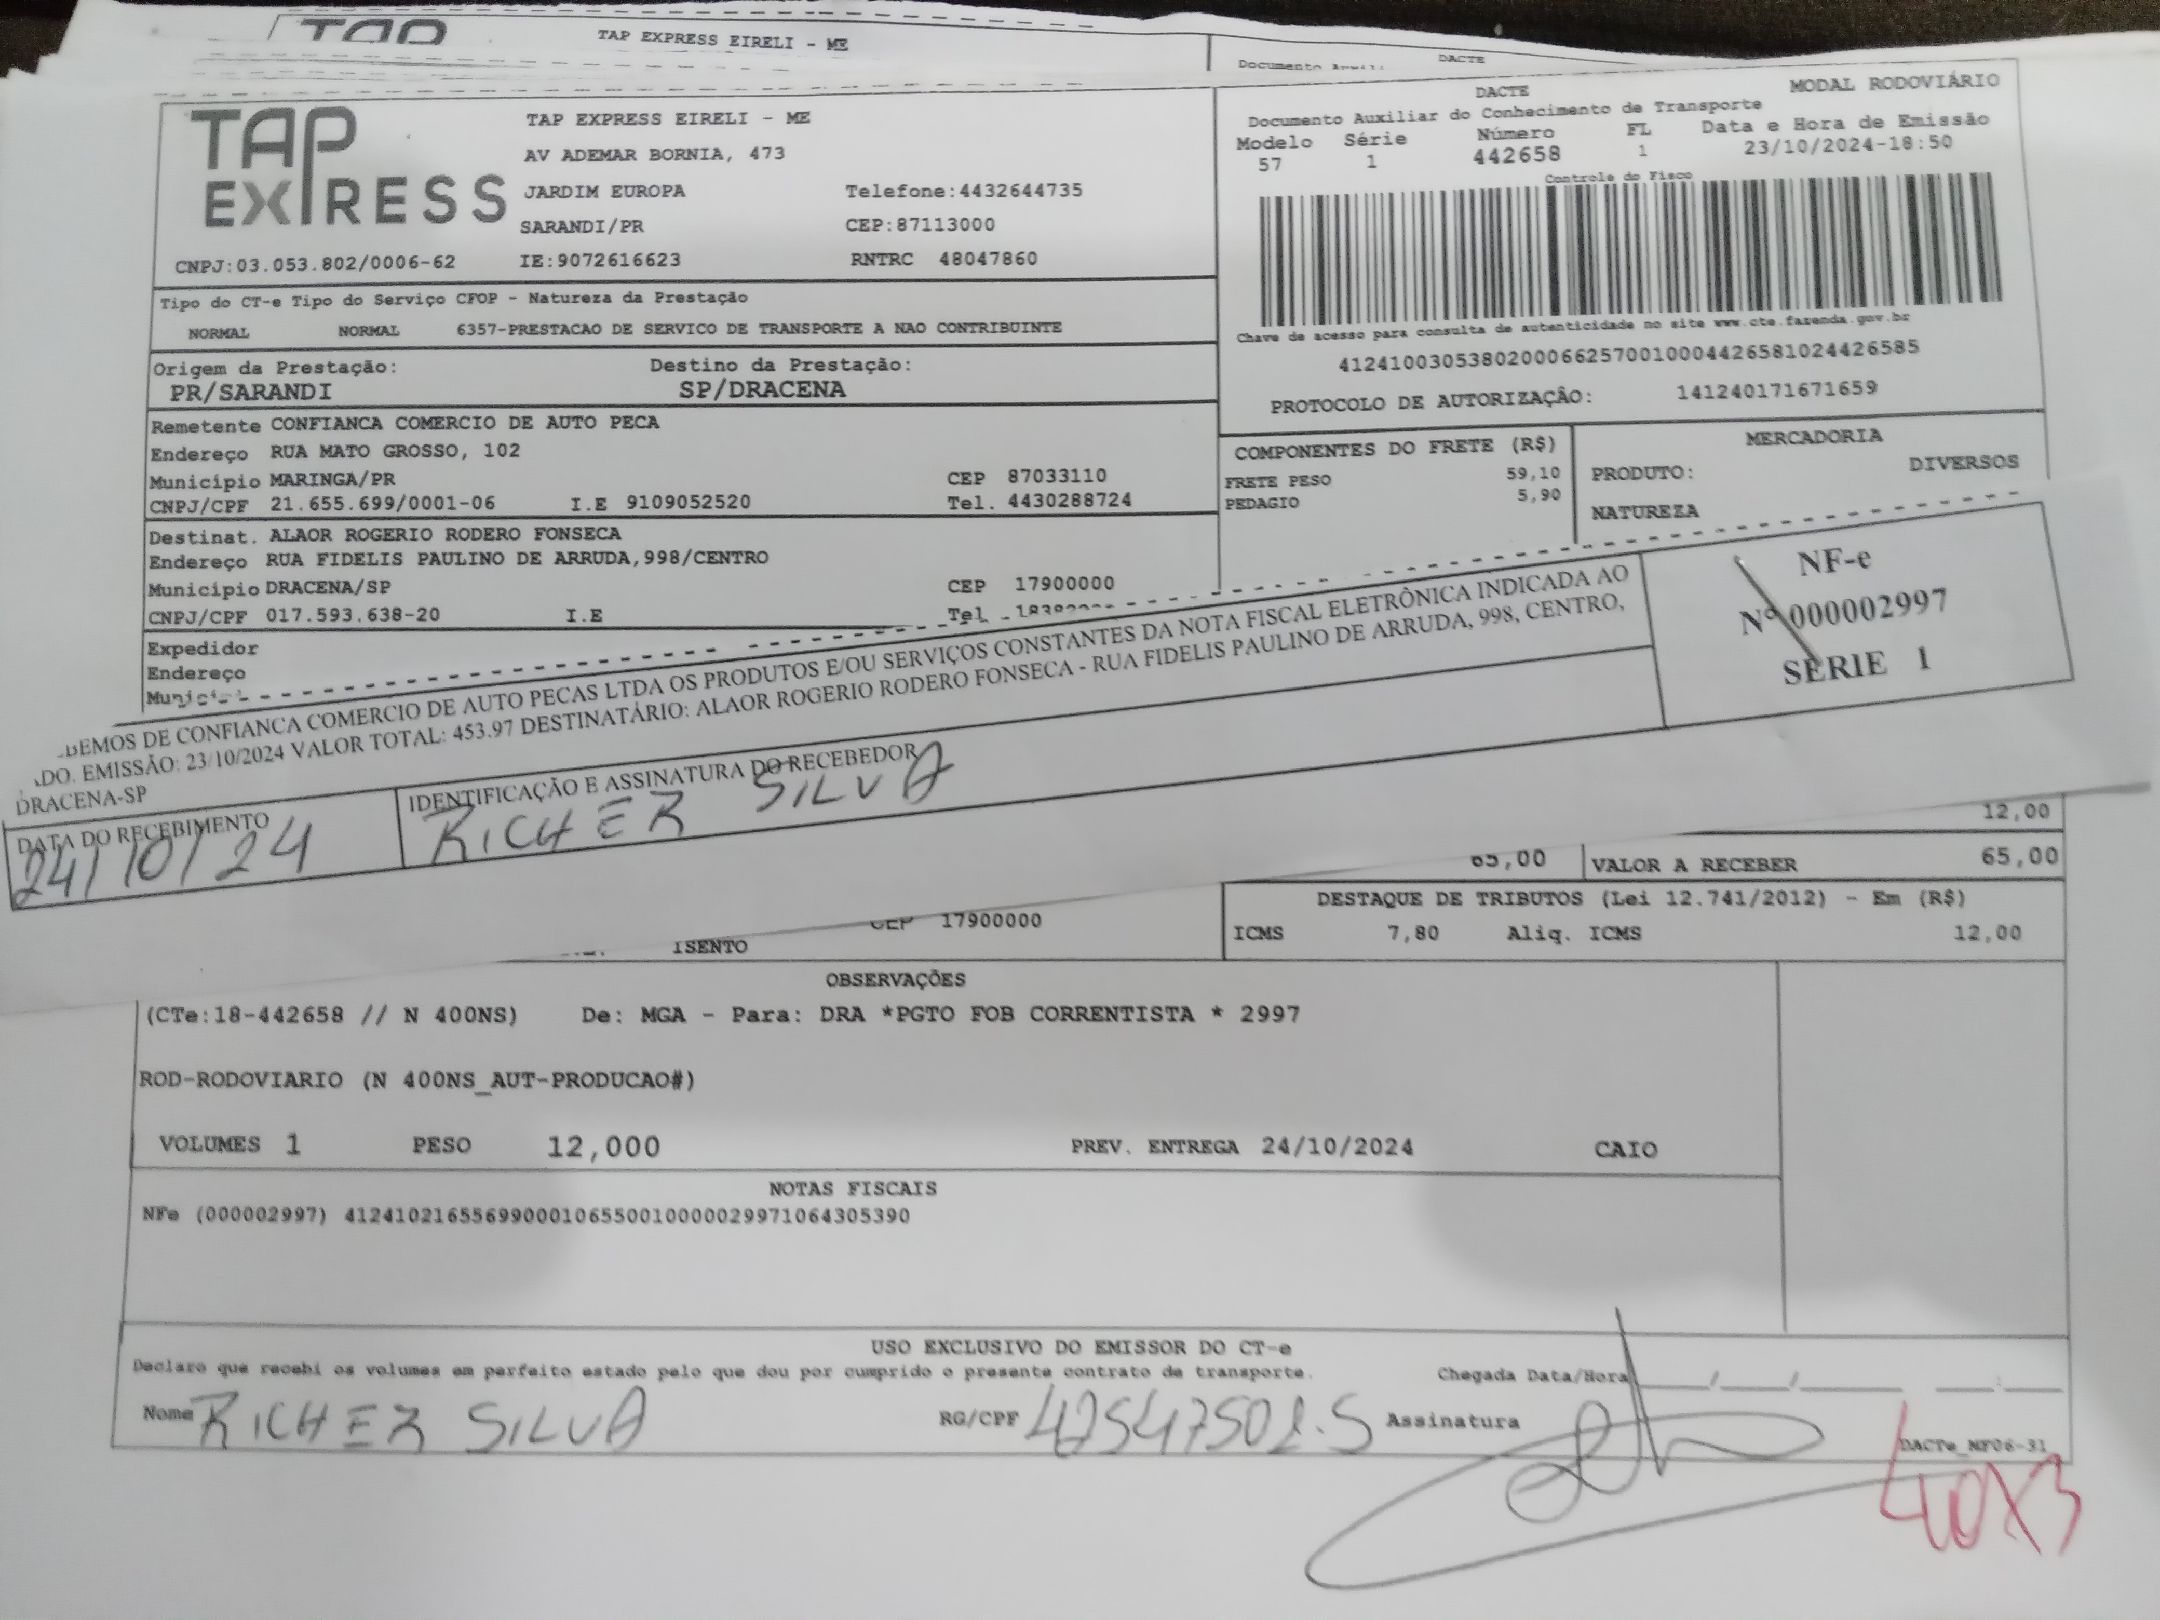 TAP EXPRESS EIRELI - ME
DACTE
TAP EXPRESS
TAP EXPRESS EIRELI - ME
AV ADEMAR BORNIA, 473
JARDIM EUROPA Telefone:4432644735
SARANDI/PR CEP:87113000
CNPJ:03.053.802/0006-62 IE:9072616623 RNTRC 48047860
DACTE MODAL RODOVIÁRIO
Documento Auxiliar do Conhecimento de Transporte
Modelo Série Número FL Data e Hora de Emissão
57 1 442658 1 23/10/2024-18:50
Controle do Fisco
Chave de acesso para consulta de autenticidade no site www.cte.fazenda.gov.br
41241003053802000662570010004426581024426585
PROTOCOLO DE AUTORIZAÇÂO: 141240171671659
Tipo do CT-e Tipo do Serviço CFOP - Natureza da Prestação
NORMAL NORMAL 6357-PRESTACAO DE SERVICO DE TRANSPORTE A NAO CONTRIBUINTE
Origem da Prestação: Destino da Prestação:
PR/SARANDI SP/DRACENA
Remetente CONFIANCA COMERCIO DE AUTO PECA
Endereço RUA MATO GROSSO, 102
Município MARINGA/PR CEP 87033110
CNPJ/CPF 21.655.699/0001-06 I.E 9109052520 Tel. 4430288724
COMPONENTES DO FRETE (R$)
FRETE PESO 59,10
PEDAGIO 5,90
MERCADORIA
PRODUTO: DIVERSOS
NATUREZA
Destinat. ALAOR ROGERIO RODERO FONSECA
Endereço RUA FIDELIS PAULINO DE ARRUDA,998/CENTRO
Município DRACENA/SP CEP 17900000
CNPJ/CPF 017.593.638-20 I.E Tel
Expedidor
Endereço
DE CONFIANCA COMERCIO DE AUTO PECAS LTDA OS PRODUTOS E/OU SERVIÇOS CONSTANTES DA NOTA FISCAL ELETRÔNICA INDICADA AO
EMISSÃO: 23/10/2024 VALOR TOTAL: 453.97 DESTINATÁRIO: ALAOR ROGERIO RODERO FONSECA - RUA FIDELIS PAULINO DE ARRUDA, 998, CENTRO,
DRACENA-SP
NF-e
Nº 000002997
SÉRIE 1
DATA DO RECEBIMENTO
24/10/24
IDENTIFICAÇÃO E ASSINATURA DO RECEBEDOR
RICHER SILVA
12,00
65,00 VALOR A RECEBER 65,00
DESTAQUE DE TRIBUTOS (Lei 12.741/2012) - Em (R$)
ICMS 7,80 Aliq. ICMS 12,00
CEP 17900000
ISENTO
OBSERVAÇÕES
(CTe:18-442658 // N 400NS) De: MGA - Para: DRA *PGTO FOB CORRENTISTA * 2997
ROD-RODOVIARIO (N 400NS_AUT-PRODUCAO#)
VOLUMES 1 PESO 12,000 PREV. ENTREGA 24/10/2024 CAIO
NOTAS FISCAIS
NFe (000002997) 41241021655699000106550010000029971064305390
USO EXCLUSIVO DO EMISSOR DO CT-e
Declaro que recebi os volumes em perfeito estado pelo que dou por cumprido o presente contrato de transporte.
Chegada Data/Hora
Nome RICHER SILVA RG/CPF Assinatura
DACTe_MF06-31
40X3